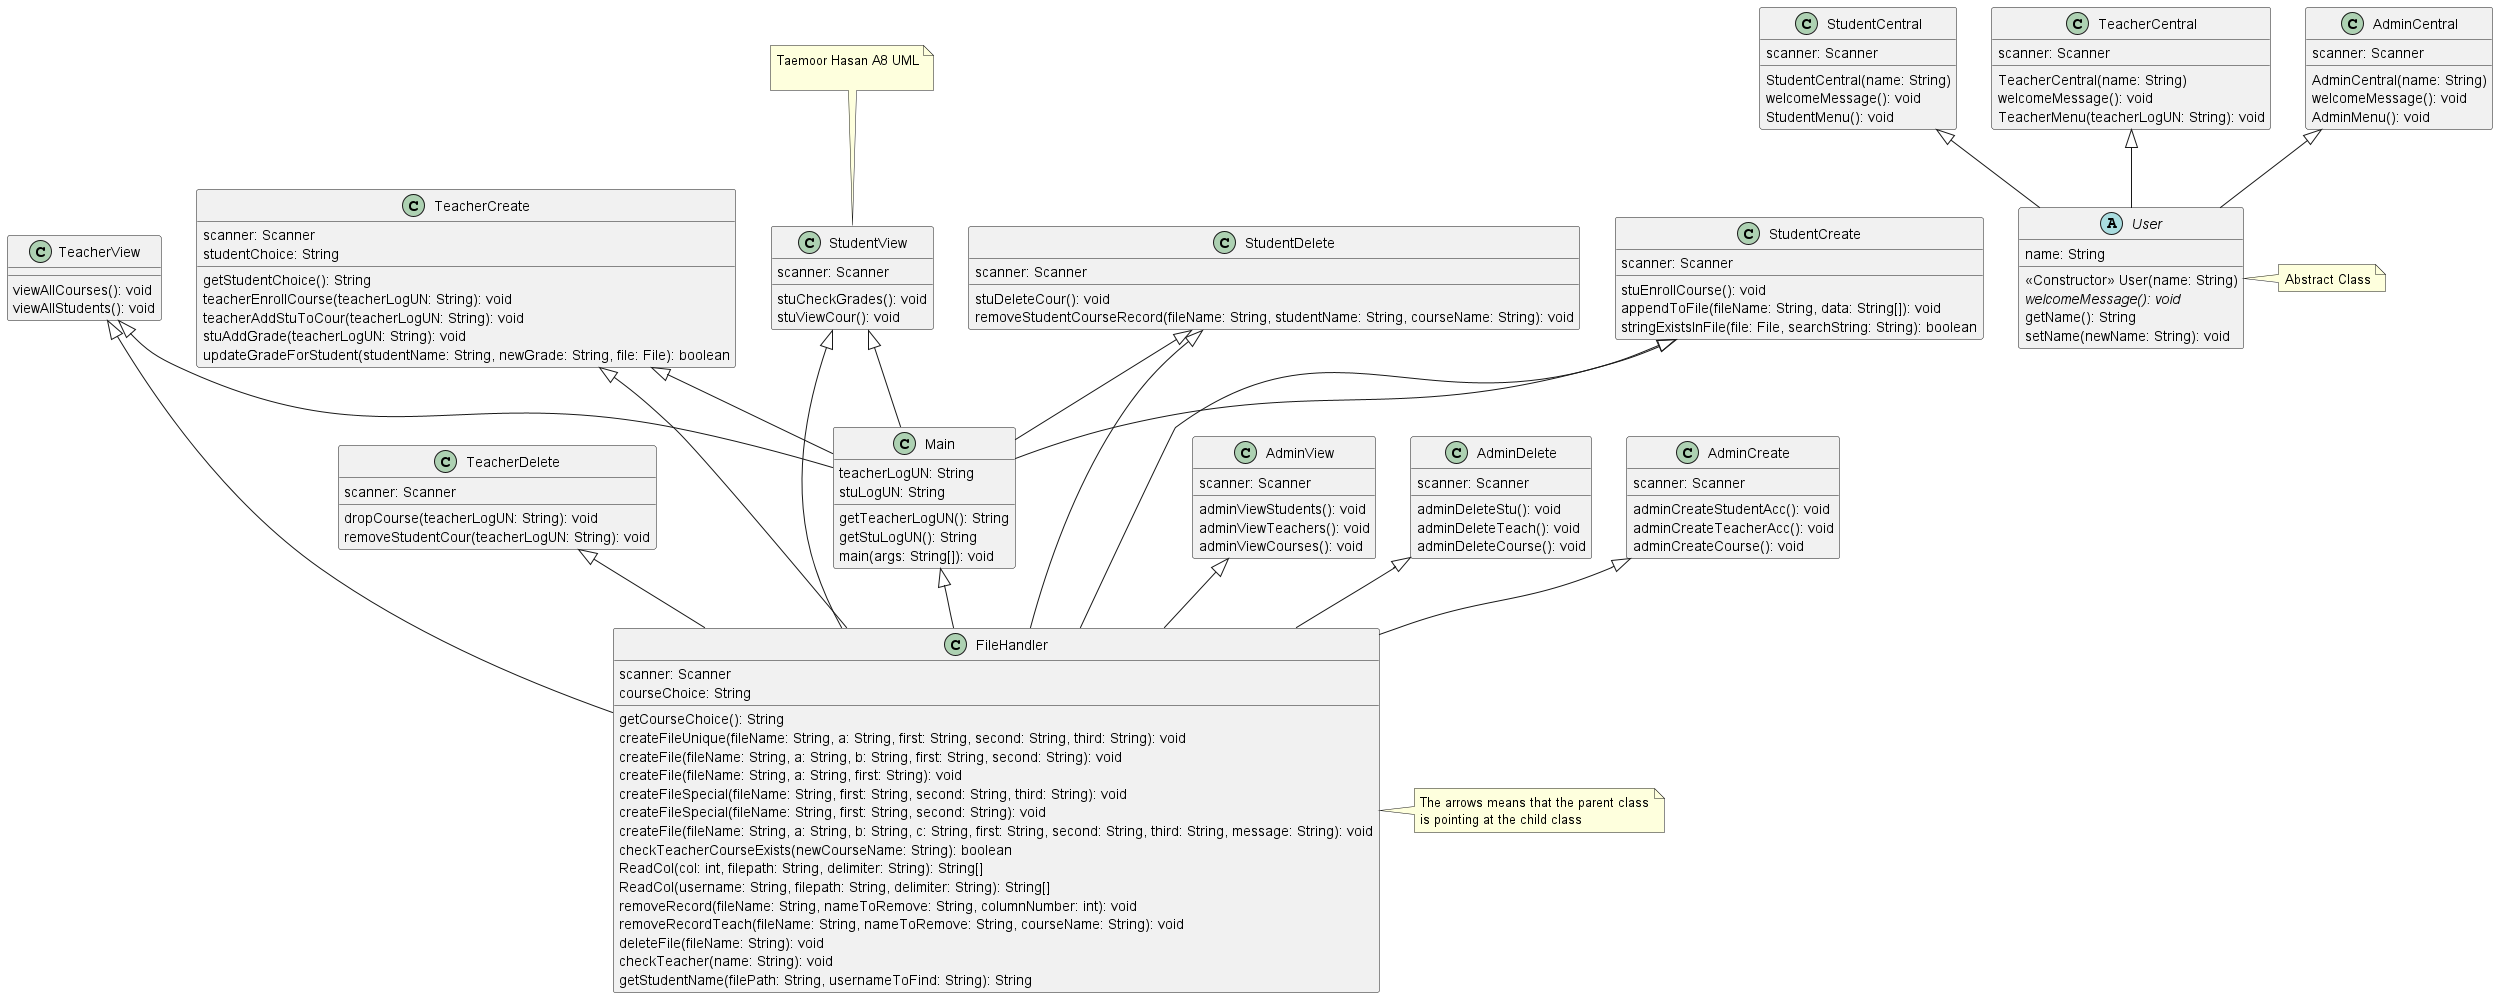 C StudentCentral
scanner: Scanner
StudentCentral(name: String)
welcomeMessage(): void
StudentMenu(): void
C TeacherCentral
scanner: Scanner
TeacherCentral(name: String)
welcomeMessage(): void
TeacherMenu(teacherLogUN: String): void
C AdminCentral
scanner: Scanner
AdminCentral(name: String)
welcomeMessage(): void
AdminMenu(): void
Taemoor Hasan A8 UML
C TeacherView
viewAllCourses(): void
viewAllStudents(): void
C TeacherCreate
scanner: Scanner
studentChoice: String
getStudentChoice(): String
teacherEnrollCourse(teacherLogUN: String): void
teacherAddStuToCour(teacherLogUN: String): void
stuAddGrade(teacherLogUN: String): void
updateGradeForStudent(studentName: String, newGrade: String, file: File): boolean
C StudentView
scanner: Scanner
stuCheckGrades(): void
stuViewCour(): void
C StudentDelete
scanner: Scanner
stuDeleteCour(): void
removeStudentCourseRecord(fileName: String, studentName: String, courseName: String): void
C StudentCreate
scanner: Scanner
stuEnrollCourse(): void
appendToFile(fileName: String, data: String[]): void
stringExistsInFile(file: File, searchString: String): boolean
A User
name: String
«Constructor» User(name: String)
welcomeMessage(): void
getName(): String
setName(newName: String): void
Abstract Class
C TeacherDelete
scanner: Scanner
dropCourse(teacherLogUN: String): void
removeStudentCour(teacherLogUN: String): void
C Main
teacherLogUN: String
stuLogUN: String
getTeacherLogUN(): String
getStuLogUN(): String
main(args: String[]): void
C AdminView
scanner: Scanner
adminViewStudents(): void
adminViewTeachers(): void
adminViewCourses(): void
C AdminDelete
scanner: Scanner
adminDeleteStu(): void
adminDeleteTeach(): void
adminDeleteCourse(): void
C AdminCreate
scanner: Scanner
adminCreateStudentAcc(): void
adminCreateTeacherAcc(): void
adminCreateCourse(): void
C FileHandler
scanner: Scanner
courseChoice: String
getCourseChoice(): String
createFileUnique(fileName: String, a: String, first: String, second: String, third: String): void
createFile(fileName: String, a: String, b: String, first: String, second: String): void
createFile(fileName: String, a: String, first: String): void
createFileSpecial(fileName: String, first: String, second: String, third: String): void
createFileSpecial(fileName: String, first: String, second: String): void
createFile(fileName: String, a: String, b: String, c: String, first: String, second: String, third: String, message: String): void
checkTeacherCourseExists(newCourseName: String): boolean
ReadCol(col: int, filepath: String, delimiter: String): String[]
ReadCol(username: String, filepath: String, delimiter: String): String[]
removeRecord(fileName: String, nameToRemove: String, columnNumber: int): void
removeRecordTeach(fileName: String, nameToRemove: String, courseName: String): void
deleteFile(fileName: String): void
checkTeacher(name: String): void
getStudentName(filePath: String, usernameToFind: String): String
The arrows means that the parent class
is pointing at the child class